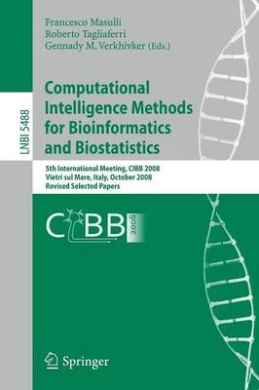 Francesco Masulli
Roberto Tagliaferri
Gennady M. Verkhivker (Eds.)
LNBI 5488
Computational
Intelligence Methods
for Bioinformatics
and Biostatistics
5th International Meeting, CIBB 2008
Vietri sul Mare, Italy, October 2008
Revised Selected Papers
CIBB
2008
Springer